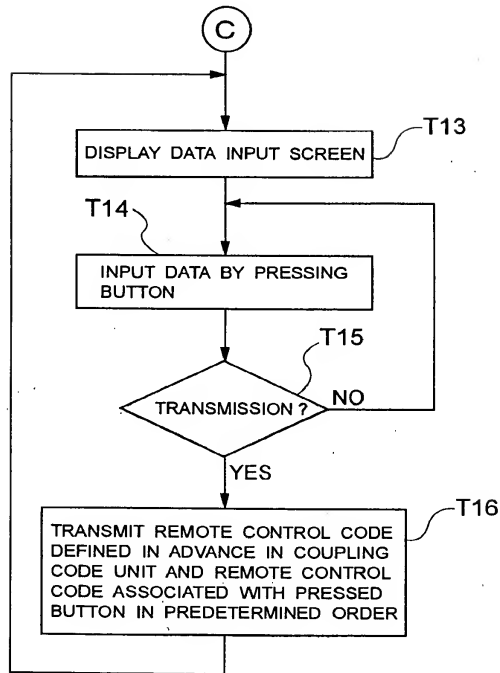 C
T13
DISPLAY DATA INPUT SCREEN
T14
INPUT DATA BY PRESSING
BUTTON
T15
TRANSMISSION ?
NO
YES
T16
TRANSMIT REMOTE CONTROL CODE
DEFINED IN ADVANCE IN COUPLING
CODE UNIT AND REMOTE CONTROL
CODE ASSOCIATED WITH PRESSED
BUTTON IN PREDETERMINED ORDER